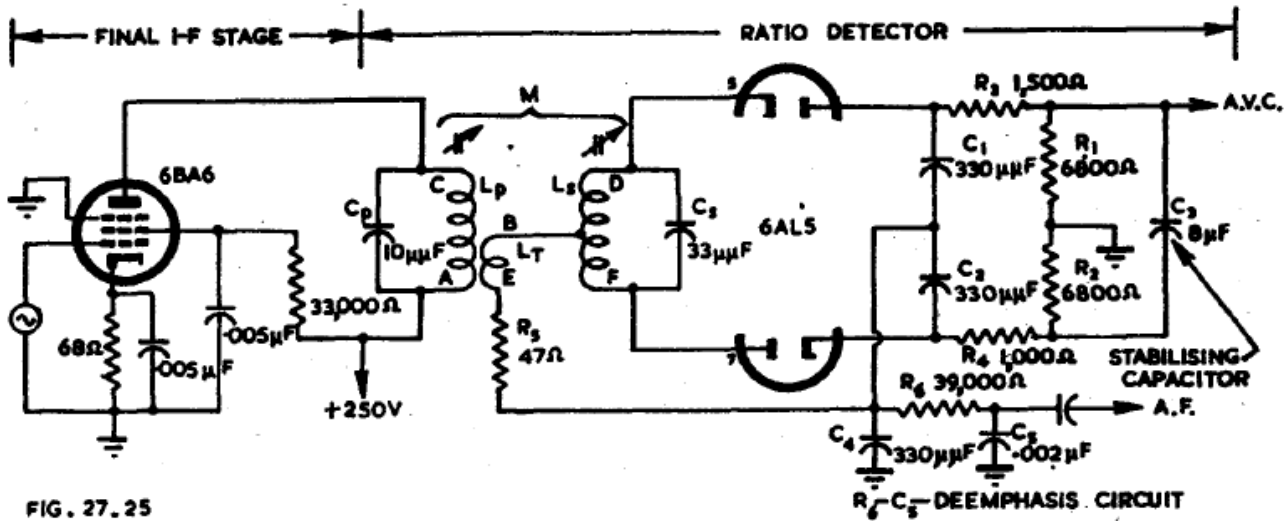 FINAL I-F STAGE
RATIO DETECTOR
M
5
R3 1,500Ω
A.V.C.
6BA6
C
Lp
Ls
D
C1
330μμF
R1
6800Ω
Cp
10μμF
B
LT
Cs
33μμF
6AL5
C3
8μF
A
E
F
C2
330μμF
R2
6800Ω
33,000Ω
.005μF
68Ω
.005μF
R5
47Ω
7
R4 1,000Ω
STABILISING
CAPACITOR
+250V
R6 39,000Ω
A.F.
C4
330μμF
C5
.002μF
R6-C5-DEEMPHASIS CIRCUIT
FIG. 27.25